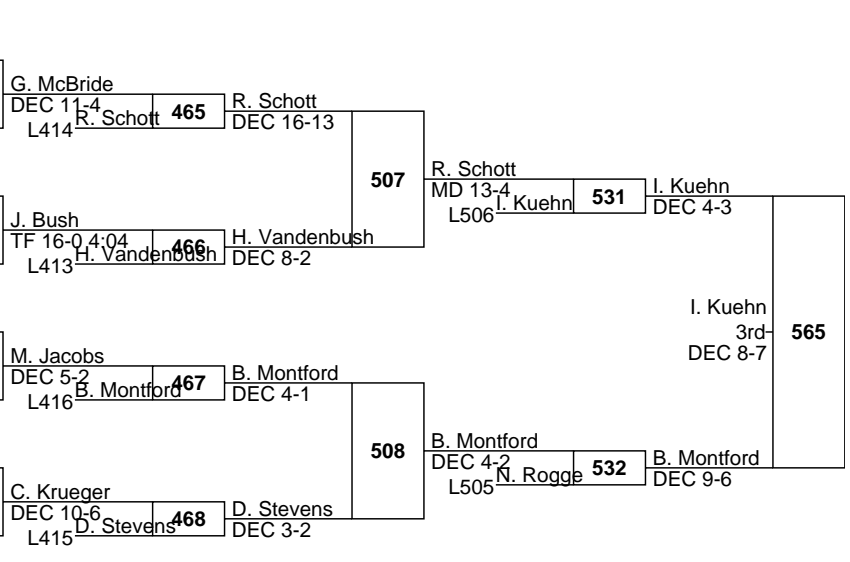 G. McBride
DEC 11-4
L414
R. Schott
465
R. Schott
DEC 16-13
507
R. Schott
MD 13-4
L506
I. Kuehn
531
I. Kuehn
DEC 4-3
J. Bush
TF 16-0 4:04
L413
H. Vandenbush
466
H. Vandenbush
DEC 8-2
I. Kuehn
3rd
DEC 8-7
565
M. Jacobs
DEC 5-2
L416
B. Montford
467
B. Montford
DEC 4-1
508
B. Montford
DEC 4-2
L505
N. Rogge
532
B. Montford
DEC 9-6
C. Krueger
DEC 10-6
L415
D. Stevens
468
D. Stevens
DEC 3-2